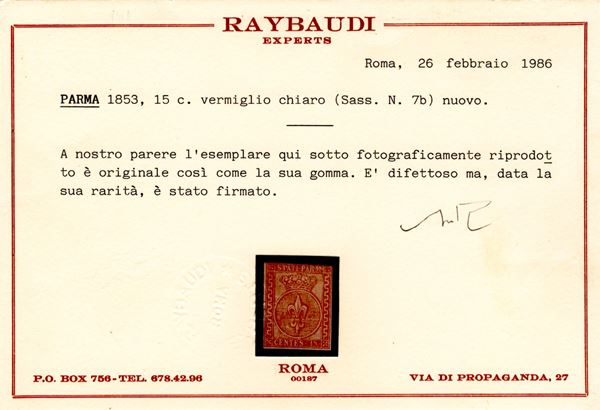 RAYBAUDI
EXPERTS
Roma, 26 febbraio 1986
PARMA 1853, 15 c. vermiglio chiaro (Sass. N. 7b) nuovo.
A nostro parere l'esemplare qui sotto fotograficamente riprodot
to è originale così come la sua gomma. E' difettoso ma, data la
sua rarità, è stato firmato.
RAYBAUDI
ROMA
STATI PARM
CENTES 15
ROMA
00187
P.O. BOX 756-TEL. 678.42.96
VIA DI PROPAGANDA, 27